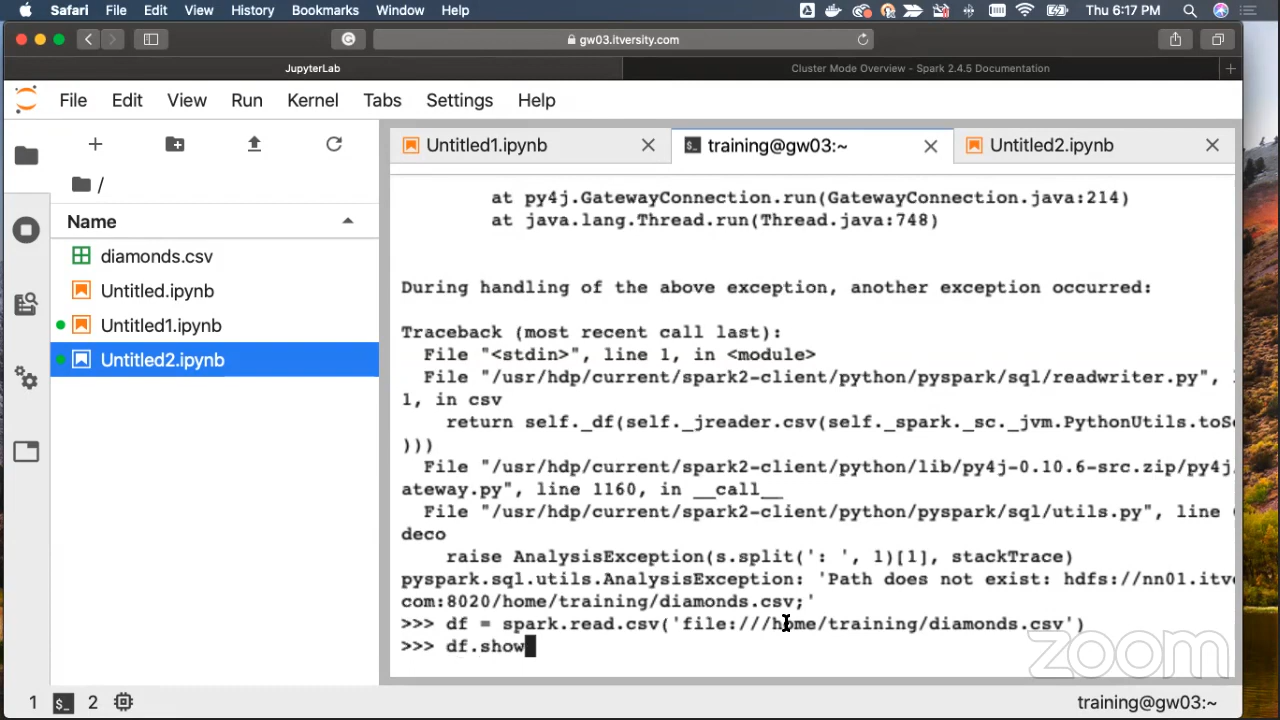 Safari File Edit View History Bookmarks Window Help Thu 6:17 PM
gw03.itversity.com
JupyterLab Cluster Mode Overview - Spark 2.4.5 Documentation
File Edit View Run Kernel Tabs Settings Help
Untitled1.ipynb training@gw03:~ Untitled2.ipynb
/
Name
diamonds.csv
Untitled.ipynb
Untitled1.ipynb
Untitled2.ipynb
at py4j.GatewayConnection.run(GatewayConnection.java:214)
at java.lang.Thread.run(Thread.java:748)
During handling of the above exception, another exception occurred:
Traceback (most recent call last):
File "<stdin>", line 1, in <module>
File "/usr/hdp/current/spark2-client/python/pyspark/sql/readwriter.py",
1, in csv
return self._df(self._jreader.csv(self._spark._sc._jvm.PythonUtils.toS
)))
File "/usr/hdp/current/spark2-client/python/lib/py4j-0.10.6-src.zip/py4j
ateway.py", line 1160, in __call__
File "/usr/hdp/current/spark2-client/python/pyspark/sql/utils.py", line
deco
raise AnalysisException(s.split(': ', 1)[1], stackTrace)
pyspark.sql.utils.AnalysisException: 'Path does not exist: hdfs://nn01.itv
com:8020/home/training/diamonds.csv;'
>>> df = spark.read.csv('file:///home/training/diamonds.csv')
>>> df.show
zoom
1 $_ 2 training@gw03:~